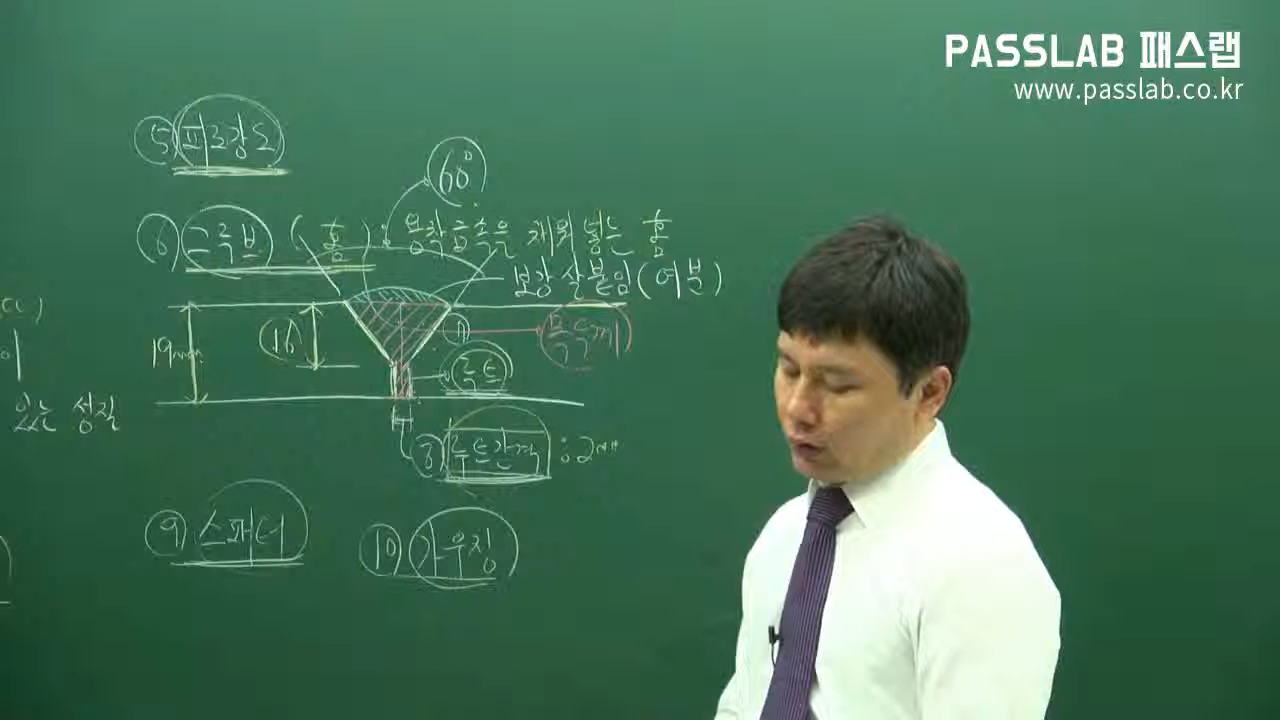 PASSLAB 패스랩
www.passlab.co.kr
⑤ 피로강도
60°
⑥ 그루브 (홈) : 용착금속을 채워 넣는 홈
보강 살붙임(여분)
19mm
16
목두께
루트
⑧ 루트간격 : 2mm
있는 성질
⑨ 스패터
⑩ 가우징